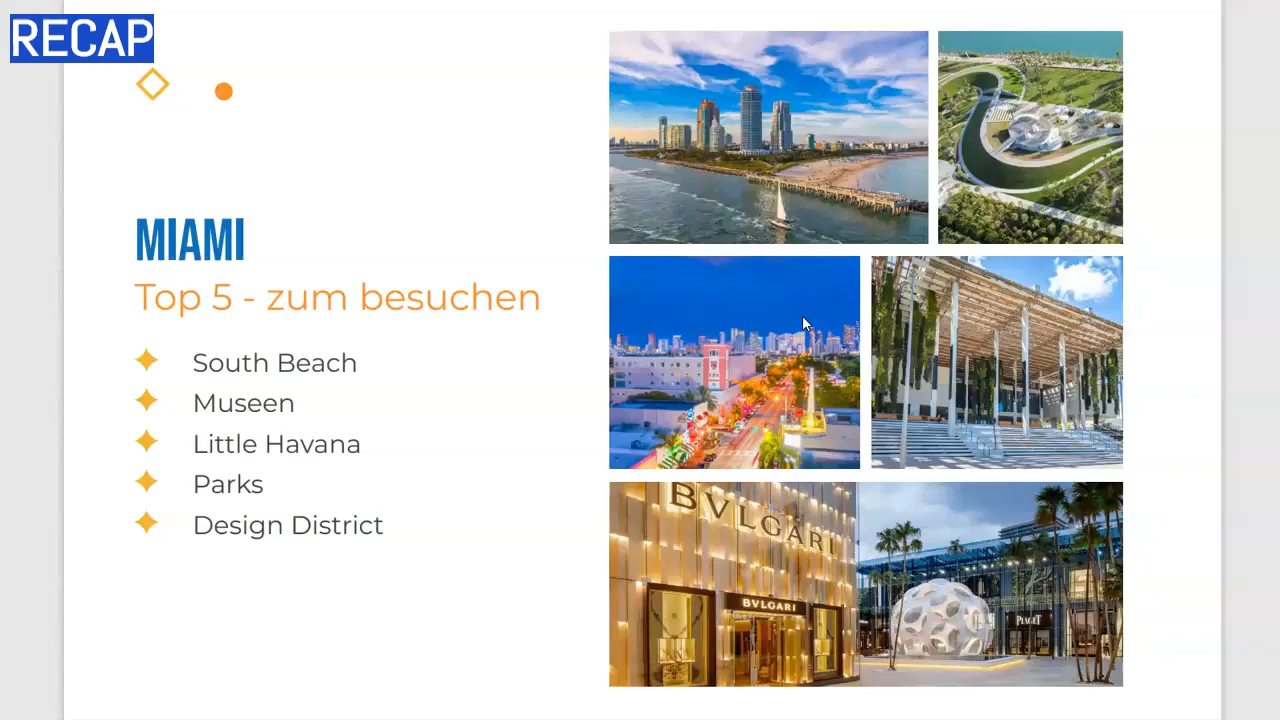 RECAP
MIAMI
Top 5 - zum besuchen
South Beach
Museen
Little Havana
Parks
Design District
BVLGARI
BVLGARI
PIAGET